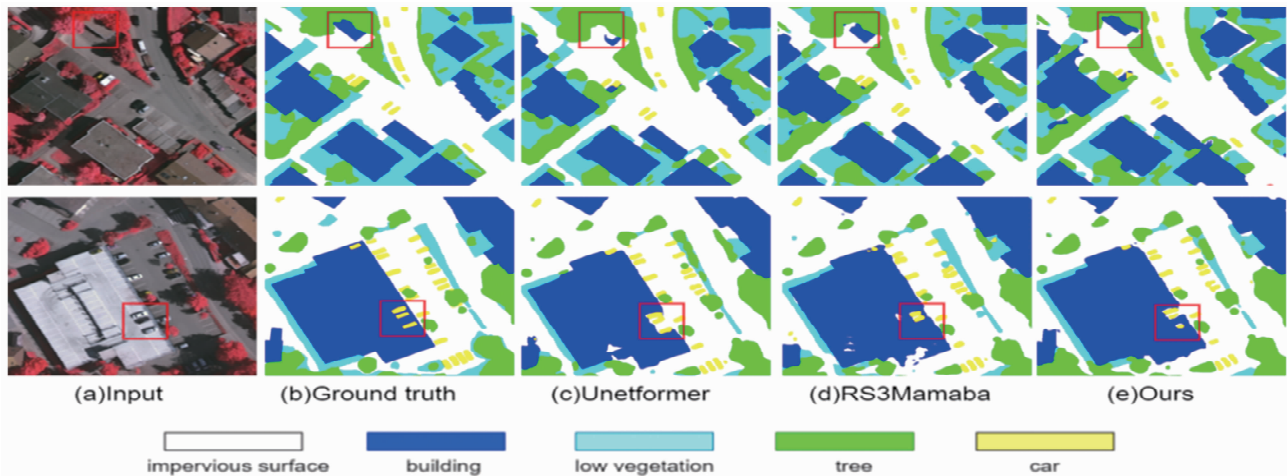 (a)Input (b)Ground truth (c)Unetformer (d)RS3Mamaba (e)Ours
impervious surface building low vegetation tree car